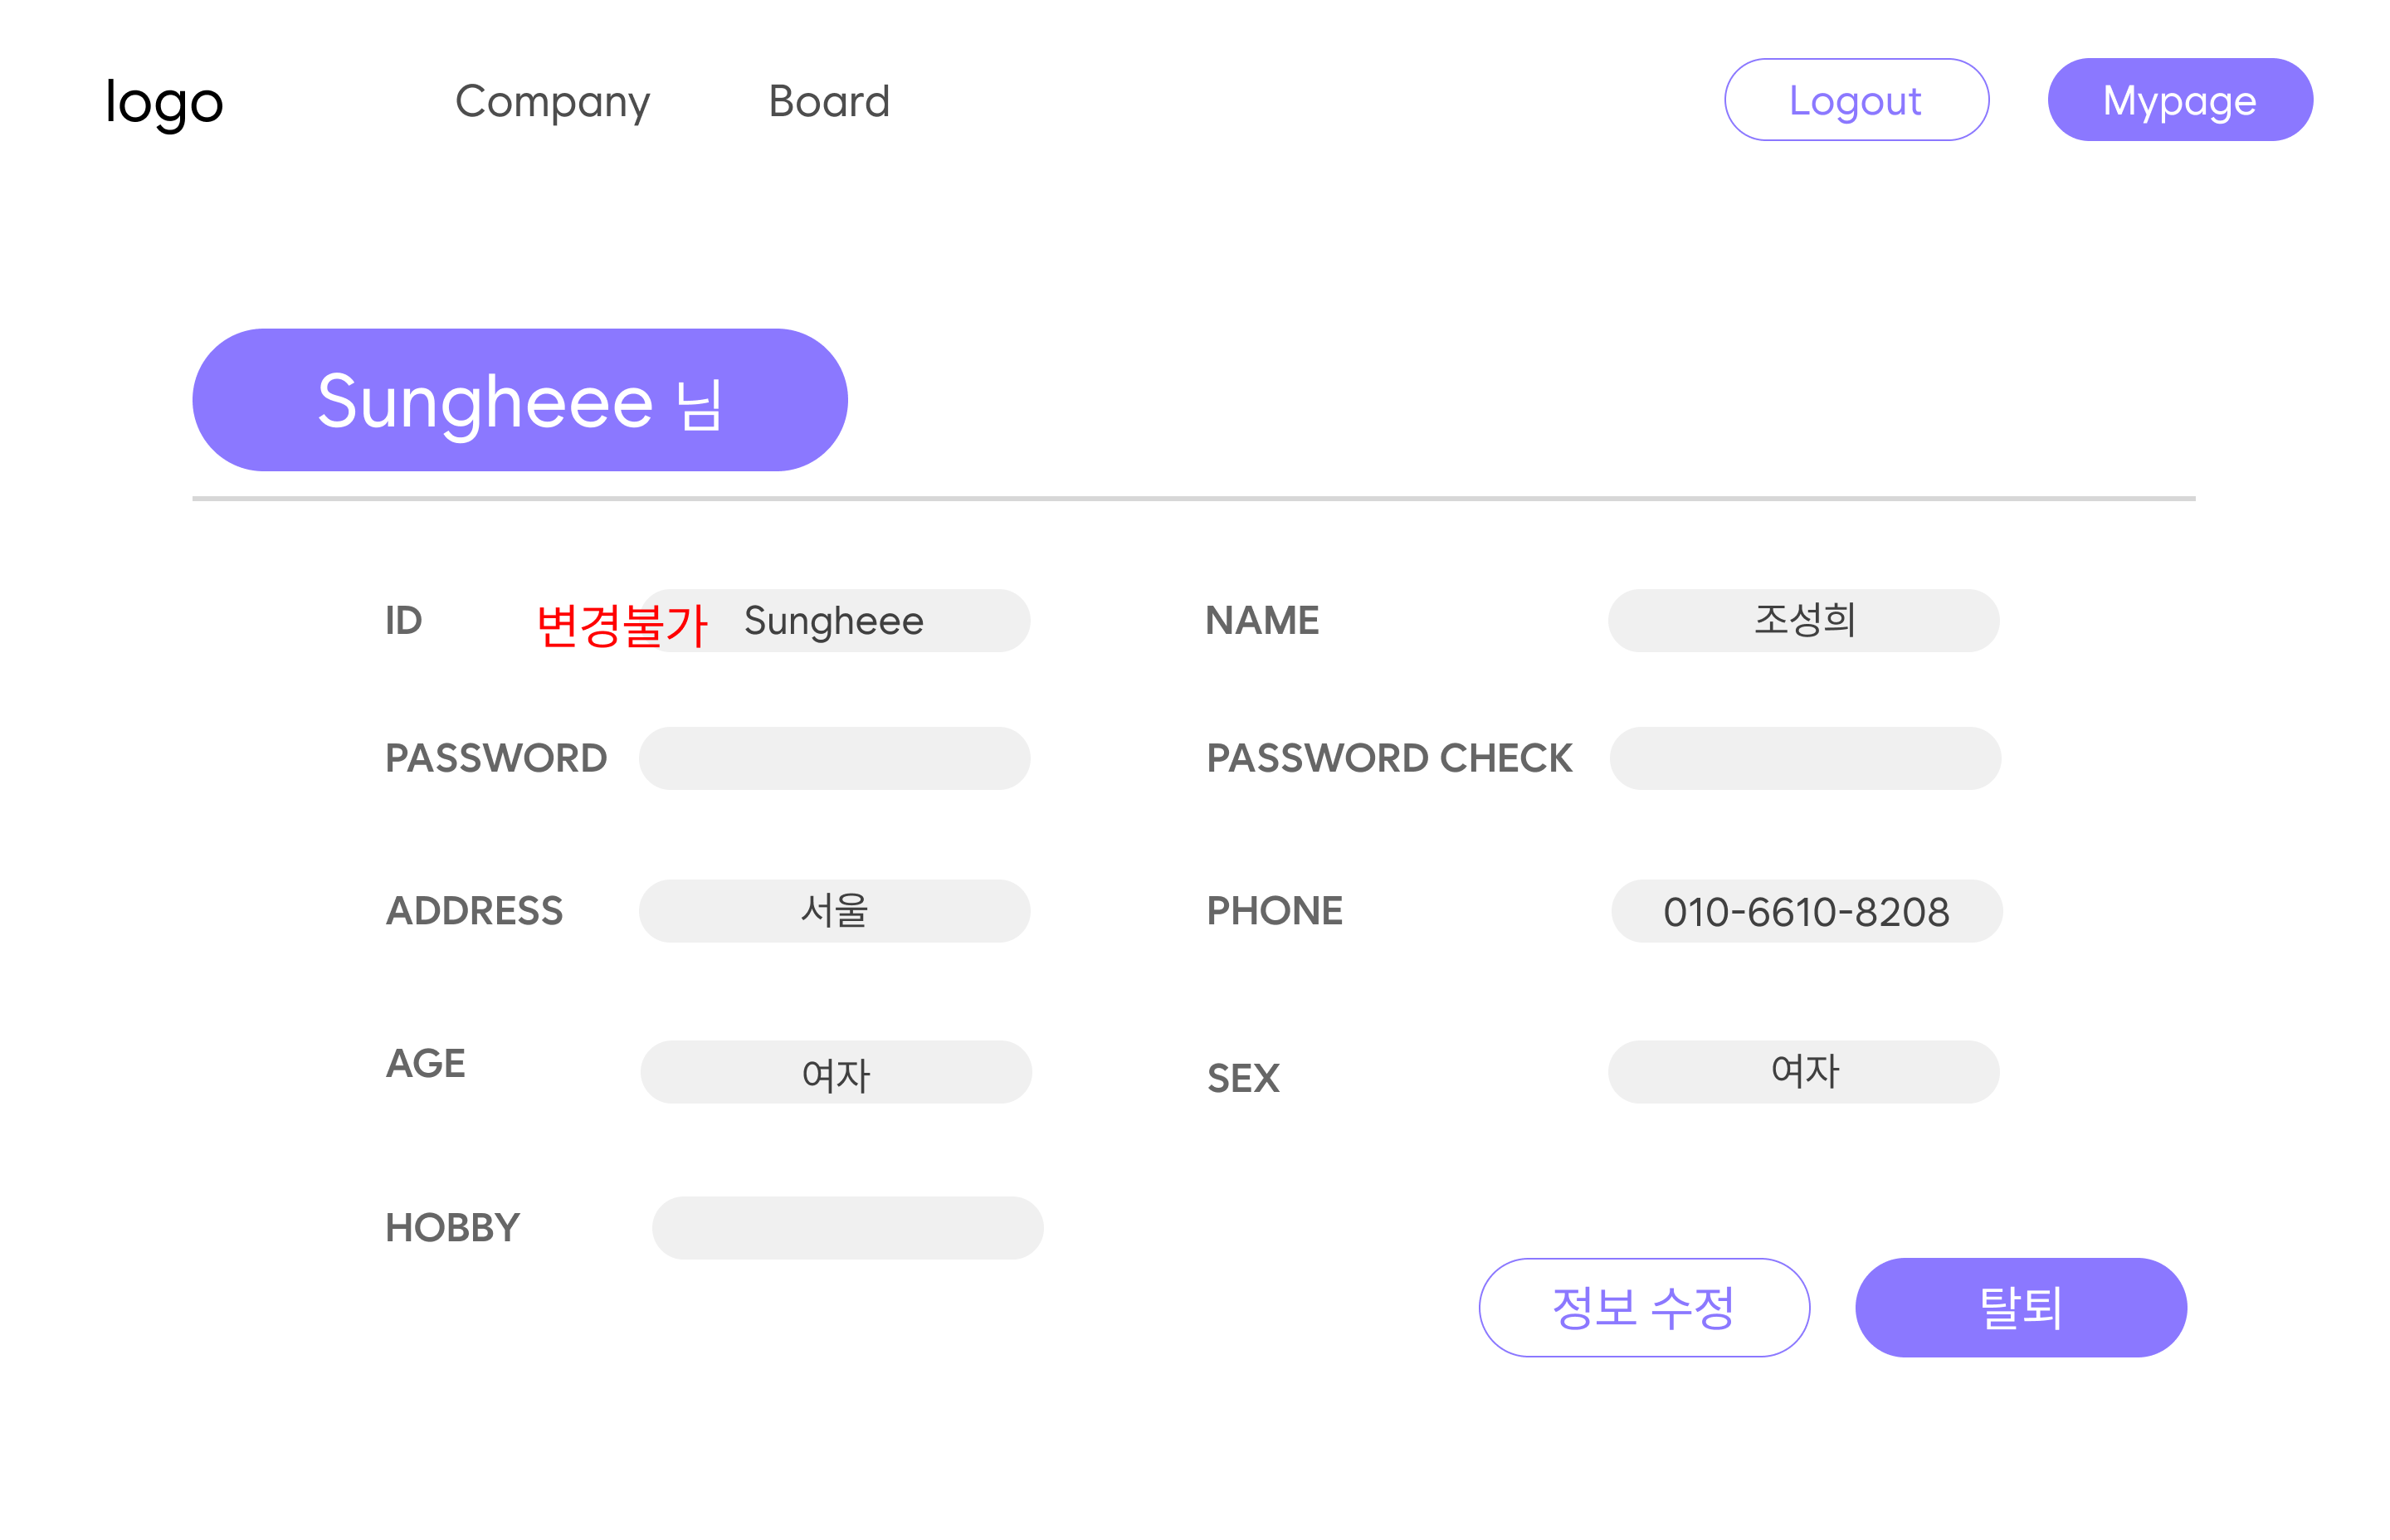 logo Company Board Logout Mypage
Sungheee 님
ID 변경불가 Sungheee NAME 조성희
PASSWORD PASSWORD CHECK
ADDRESS 서울 PHONE 010-6610-8208
AGE 여자 SEX 여자
HOBBY
정보 수정 탈퇴